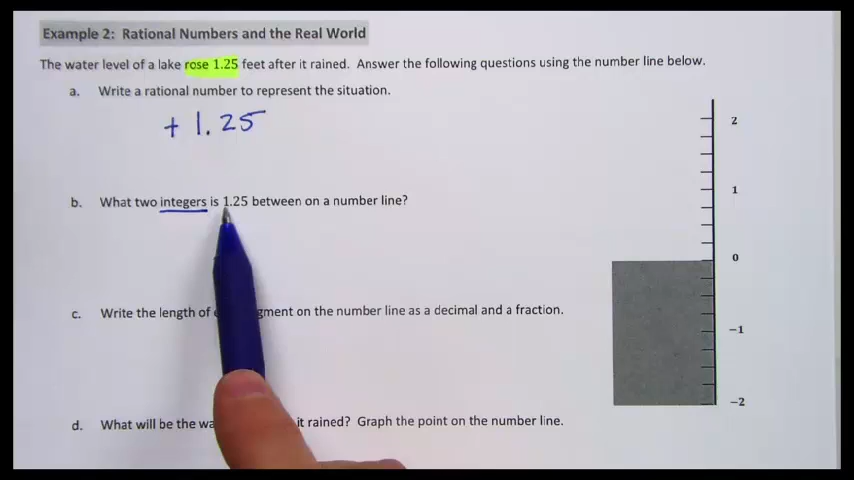 Example 2: Rational Numbers and the Real World
The water level of a lake rose 1.25 feet after it rained. Answer the following questions using the number line below.
a. Write a rational number to represent the situation.
+ 1.25
b. What two integers is 1.25 between on a number line?
c. Write the length of gment on the number line as a decimal and a fraction.
d. What will be the wa it rained? Graph the point on the number line.
2
1
0
−1
−2